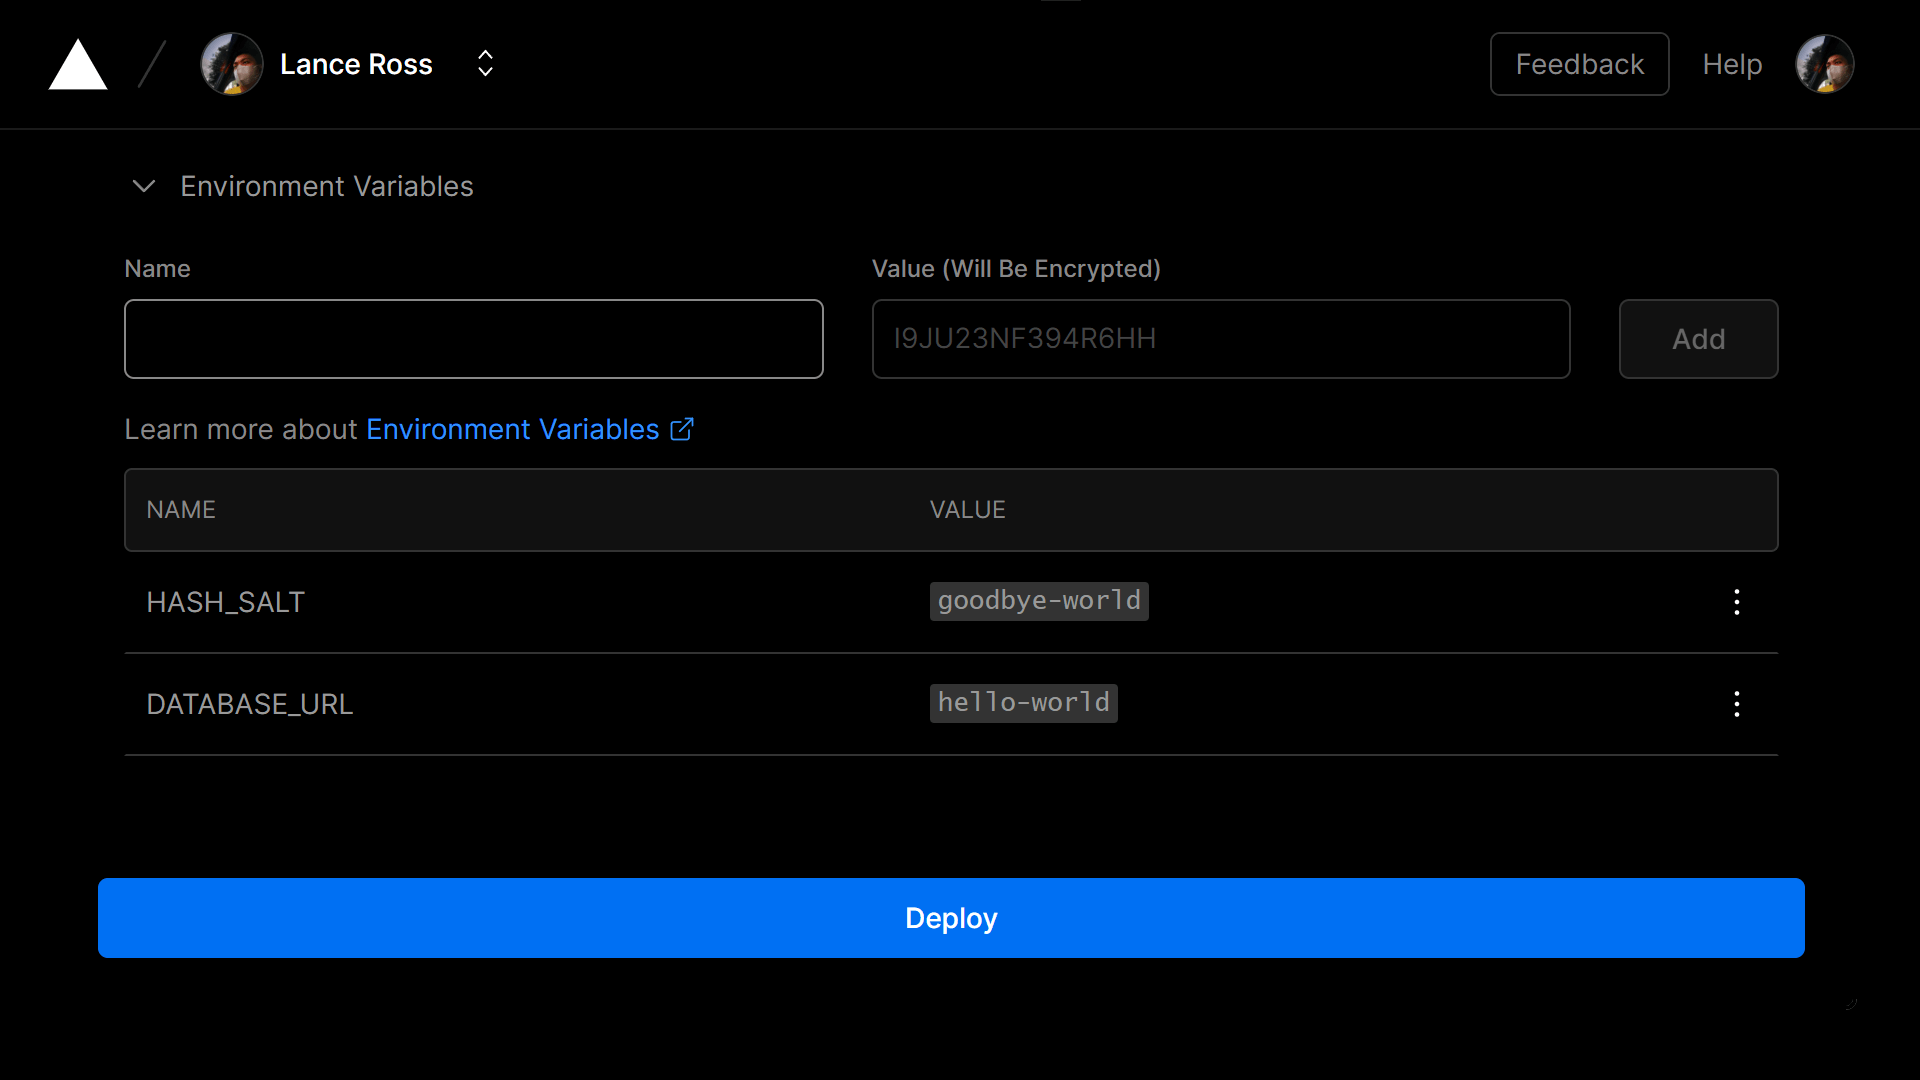 Lance Ross
Feedback
Help
Environment Variables
Name
Value (Will Be Encrypted)
I9JU23NF394R6HH
Add
Learn more about Environment Variables
NAME
VALUE
HASH_SALT
goodbye-world
DATABASE_URL
hello-world
Deploy